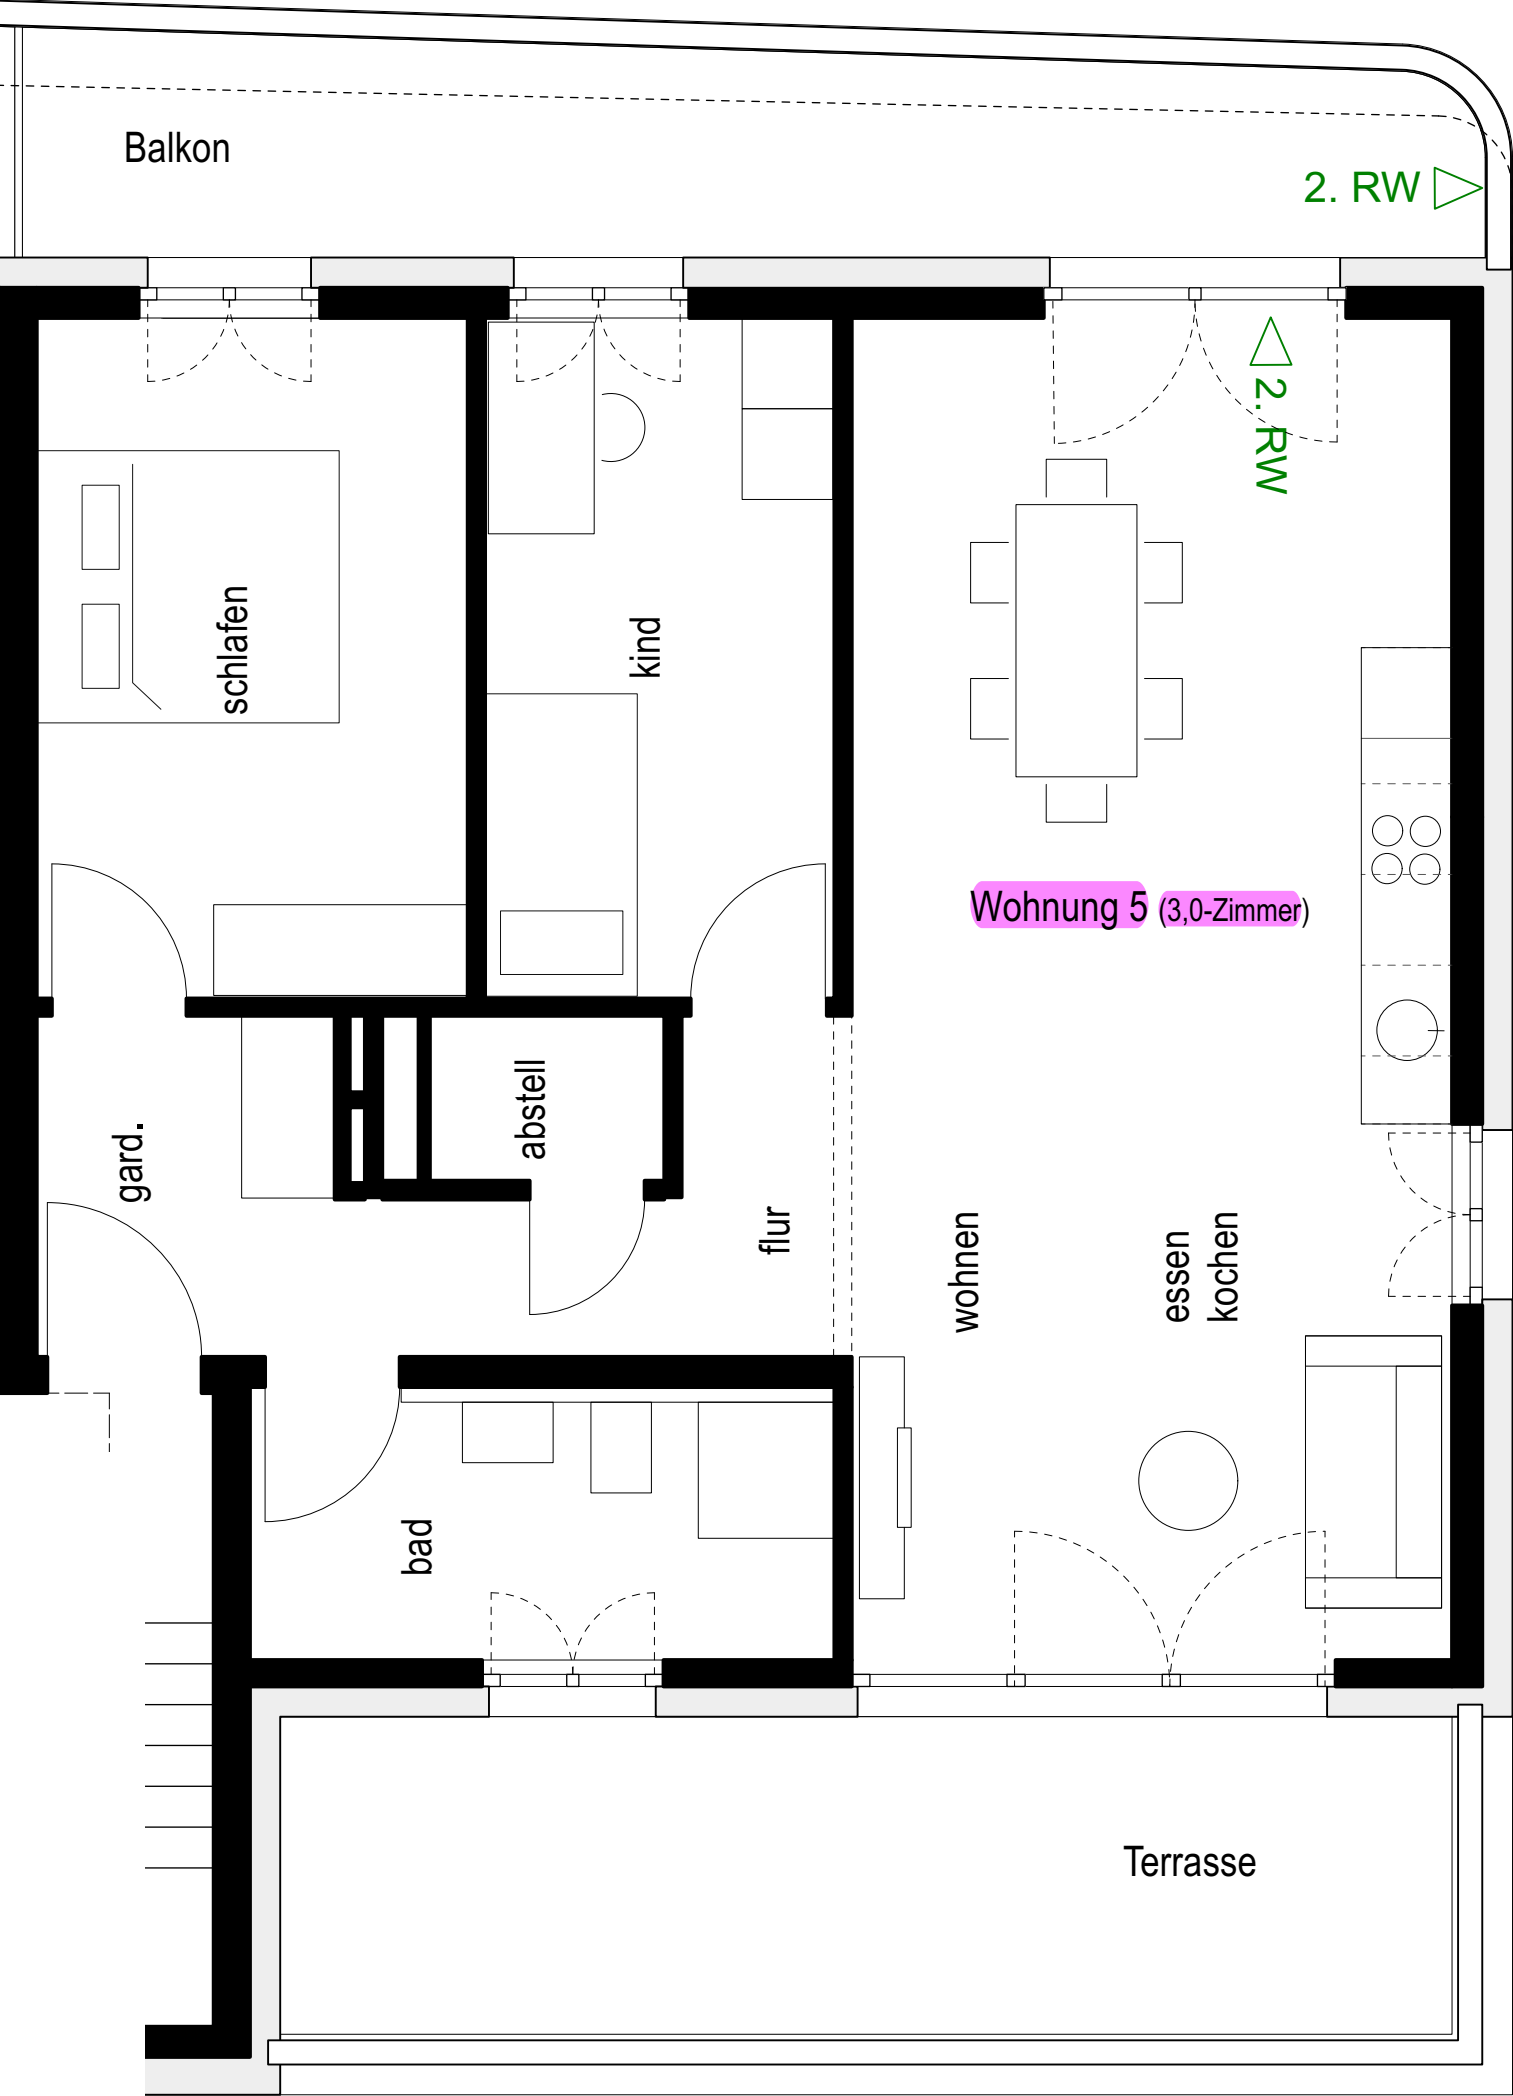 Balkon
2. RW
2. RW
schlafen
kind
Wohnung 5 (3,0-Zimmer)
gard.
abstell
flur
wohnen
essen
kochen
bad
Terrasse